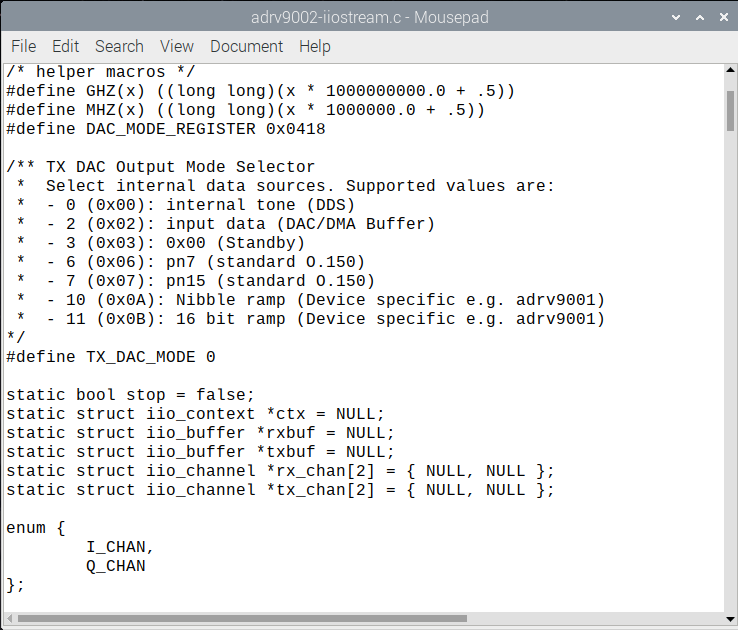 adrv9002-iiostream.c - Mousepad
File Edit Search View Document Help
/* helper macros */
#define GHZ(x) ((long long)(x * 1000000000.0 + .5))
#define MHZ(x) ((long long)(x * 1000000.0 + .5))
#define DAC_MODE_REGISTER 0x0418
/** TX DAC Output Mode Selector
 *  Select internal data sources. Supported values are:
 *  - 0 (0x00): internal tone (DDS)
 *  - 2 (0x02): input data (DAC/DMA Buffer)
 *  - 3 (0x03): 0x00 (Standby)
 *  - 6 (0x06): pn7 (standard O.150)
 *  - 7 (0x07): pn15 (standard O.150)
 *  - 10 (0x0A): Nibble ramp (Device specific e.g. adrv9001)
 *  - 11 (0x0B): 16 bit ramp (Device specific e.g. adrv9001)
*/
#define TX_DAC_MODE 0
static bool stop = false;
static struct iio_context *ctx = NULL;
static struct iio_buffer *rxbuf = NULL;
static struct iio_buffer *txbuf = NULL;
static struct iio_channel *rx_chan[2] = { NULL, NULL };
static struct iio_channel *tx_chan[2] = { NULL, NULL };
enum {
        I_CHAN,
        Q_CHAN
};